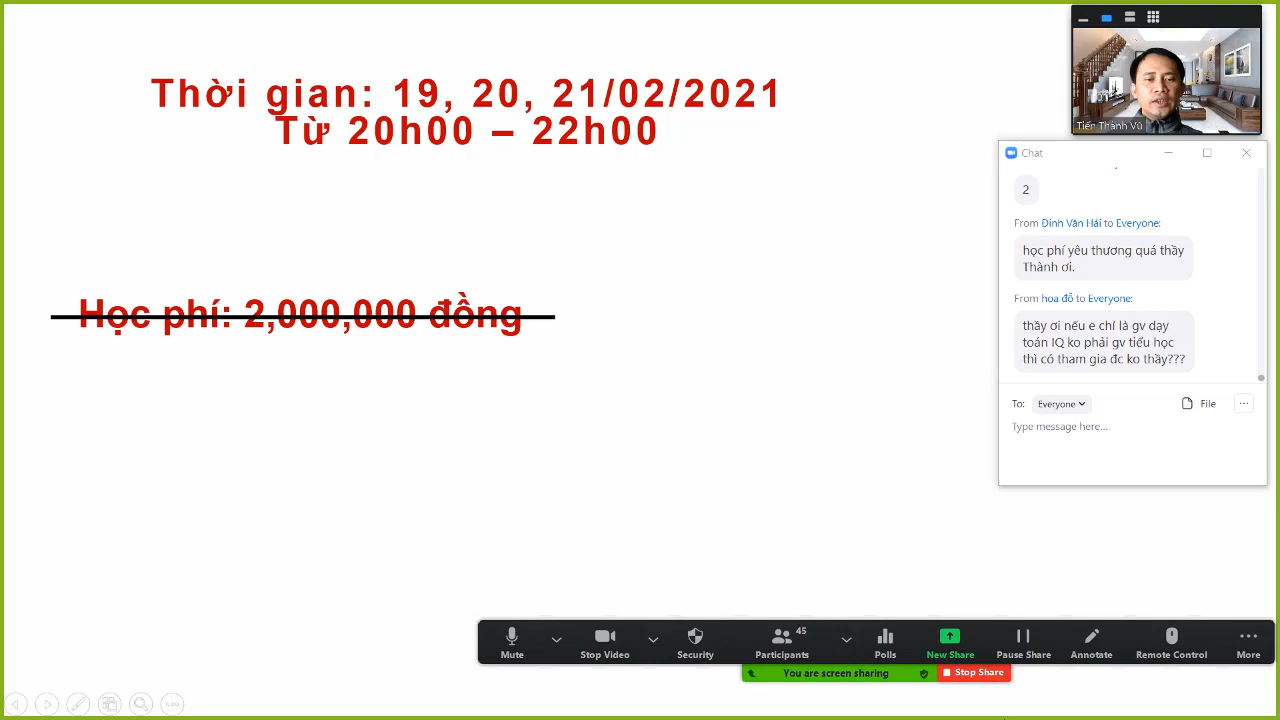 Thời gian: 19, 20, 21/02/2021
Từ 20h00 – 22h00
Học phí: 2,000,000 đồng
Tiến Thành Vũ
Chat
2
From Đinh Văn Hải to Everyone:
học phí yêu thương quá thầy
Thành ơi.
From hoa đỗ to Everyone:
thầy ơi nếu e chỉ là gv dạy
toán IQ ko phải gv tiểu học
thì có tham gia đc ko thầy???
To: Everyone File
Type message here...
45
Mute Stop Video Security Participants Polls New Share Pause Share Annotate Remote Control More
You are screen sharing Stop Share